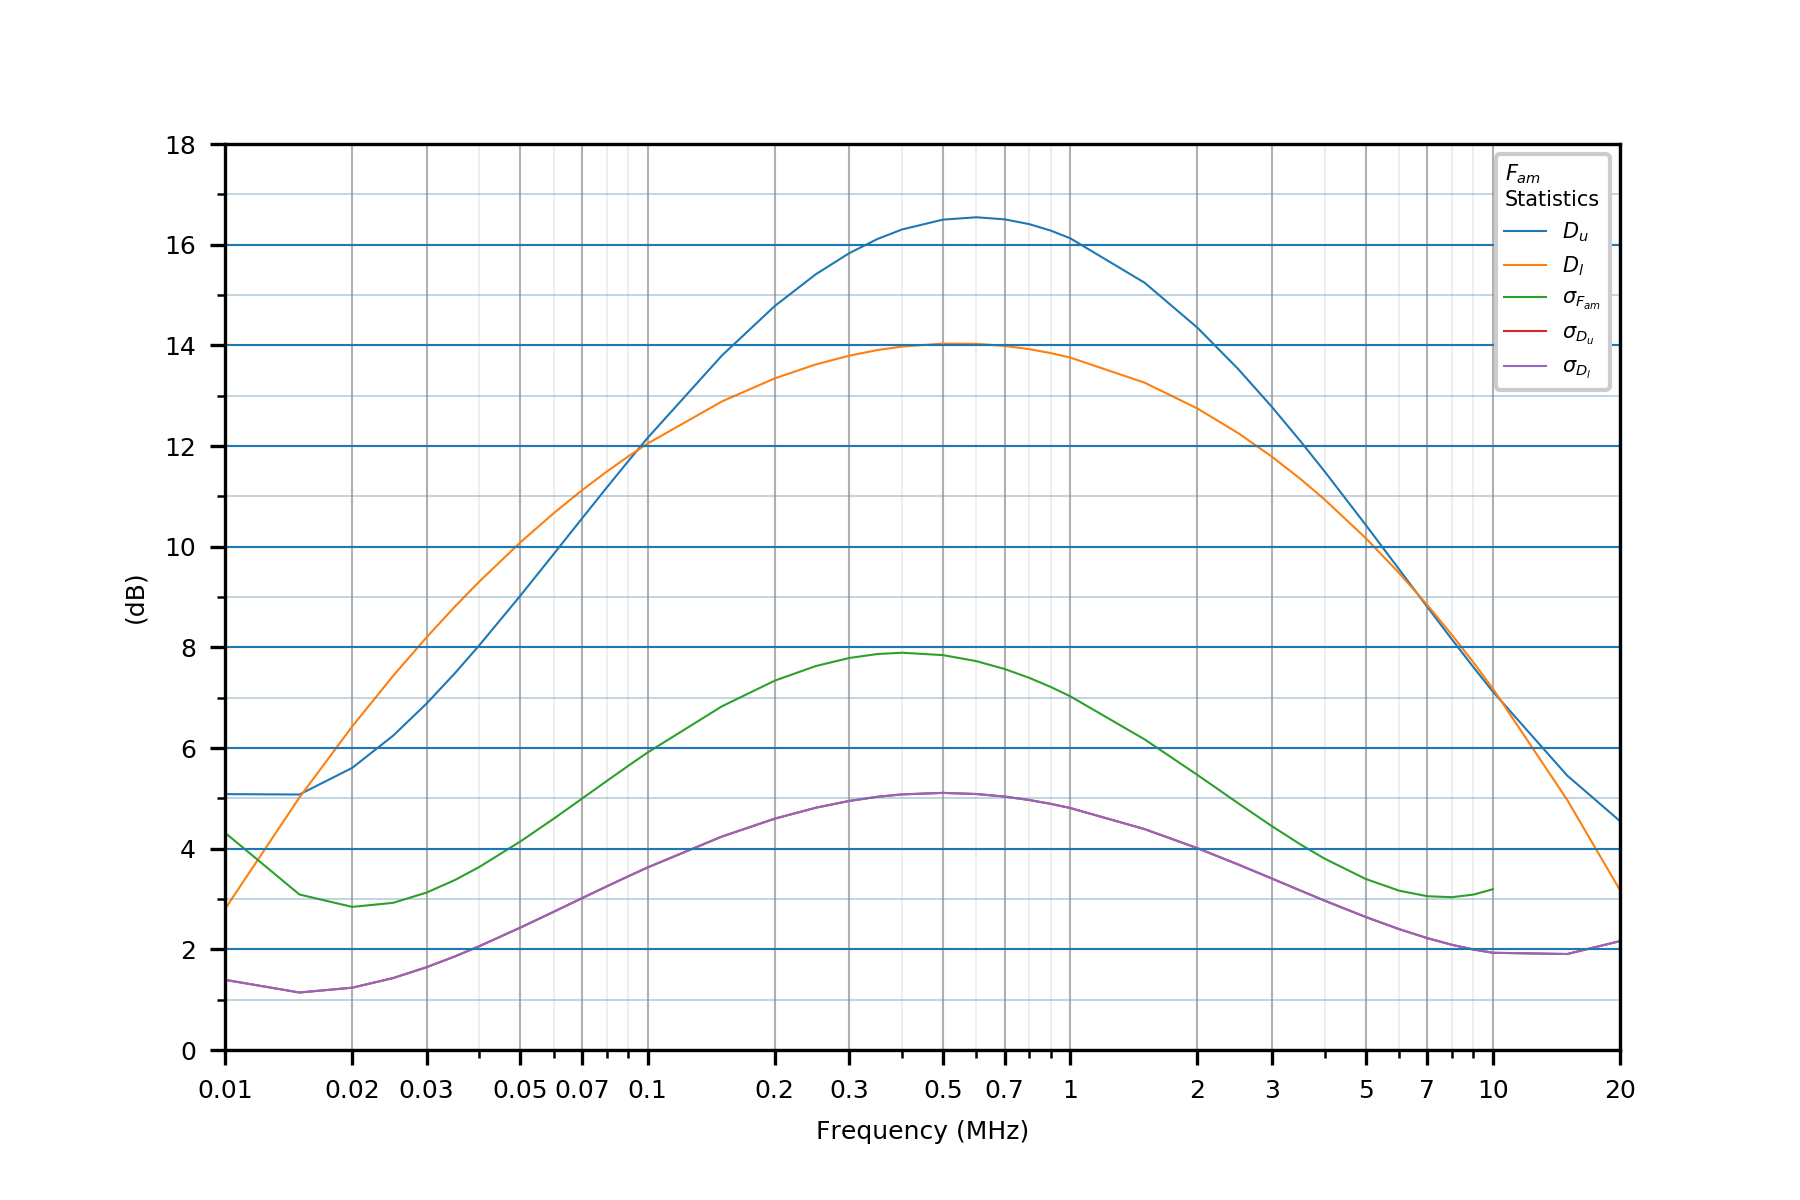 18
16
14
12
10
8
6
4
2
0
(dB)
F_am
Statistics
D_u
D_l
σ_F_am
σ_D_u
σ_D_l
0.01 0.02 0.03 0.05 0.07 0.1 0.2 0.3 0.5 0.7 1 2 3 5 7 10 20
Frequency (MHz)